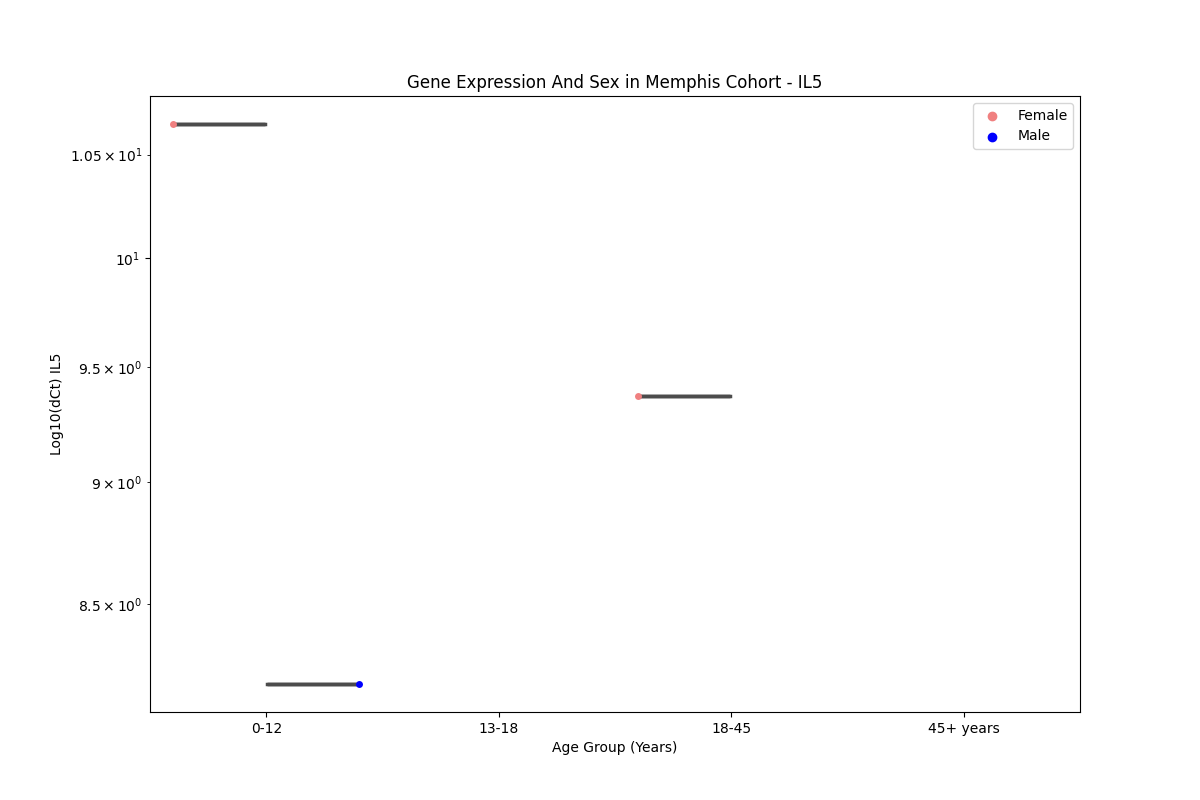 Gene Expression And Sex in Memphis Cohort - IL5
Female
Male
1.05 × 10¹
10¹
9.5 × 10⁰
9 × 10⁰
8.5 × 10⁰
Log10(dCt) IL5
0-12
13-18
18-45
45+ years
Age Group (Years)